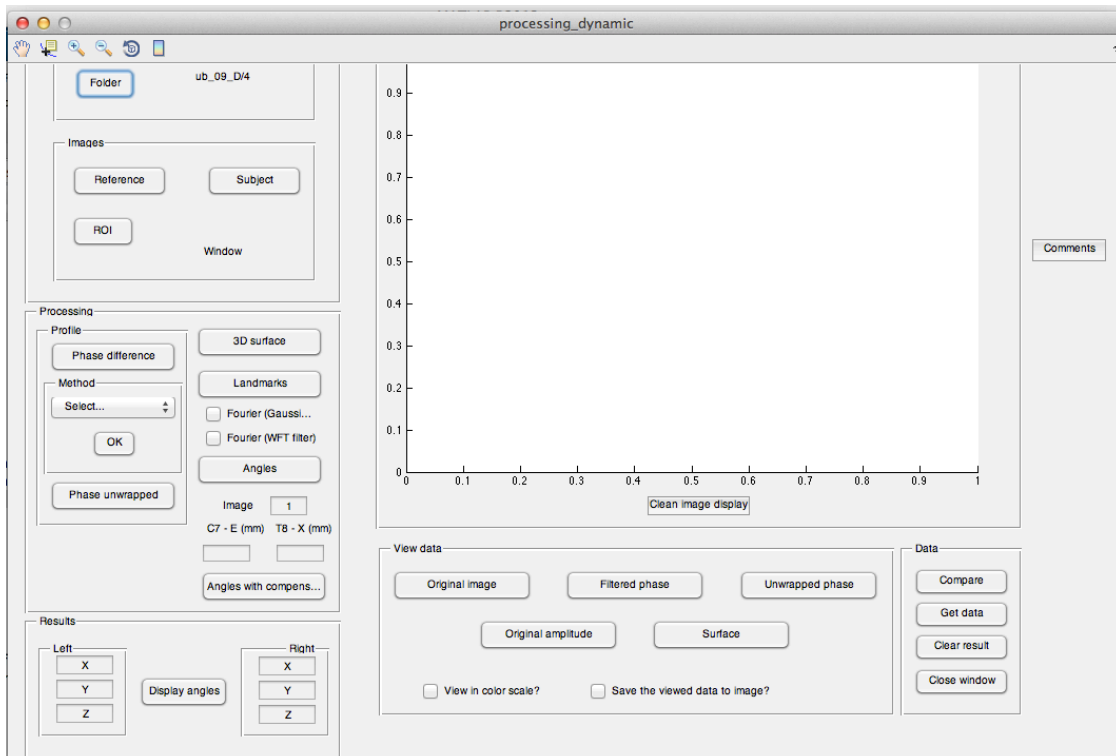 processing_dynamic
Folder
ub_09_D/4
Images
Reference
Subject
ROI
Window
Processing
Profile
Phase difference
Method
Select...
OK
Phase unwrapped
3D surface
Landmarks
Fourier (Gaussi...
Fourier (WFT filter)
Angles
Image 1
C7 - E (mm) T8 - X (mm)
Angles with compens...
Results
Left
X
Y
Z
Display angles
Right
X
Y
Z
0.9
0.8
0.7
0.6
0.5
0.4
0.3
0.2
0.1
0
0 0.1 0.2 0.3 0.4 0.5 0.6 0.7 0.8 0.9 1
Clean image display
Comments
View data
Original image
Filtered phase
Unwrapped phase
Original amplitude
Surface
View in color scale?
Save the viewed data to image?
Data
Compare
Get data
Clear result
Close window